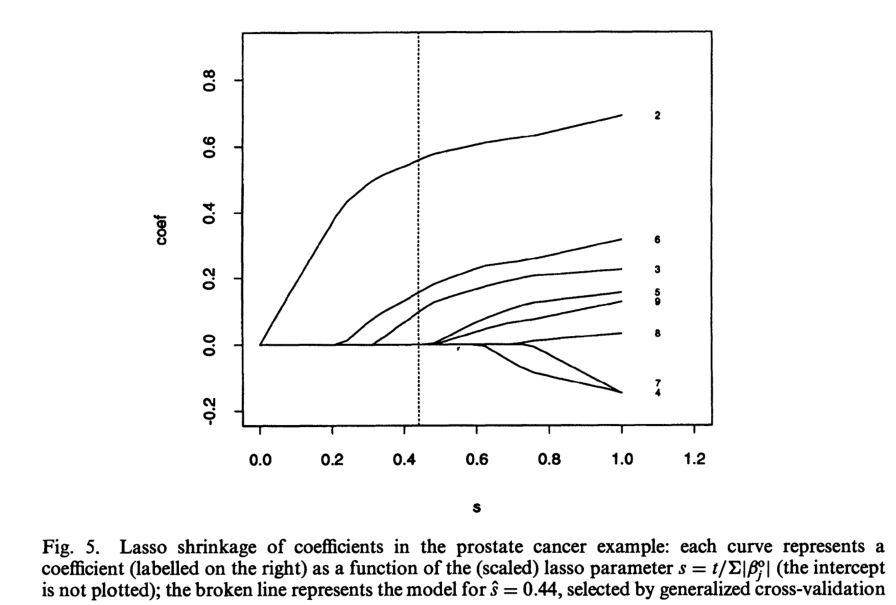 0.8
0.6
0.4
0.2
0.0
-0.2
coef
2
6
3
5
9
8
7
4
0.0 0.2 0.4 0.6 0.8 1.0 1.2
s
Fig. 5. Lasso shrinkage of coefficients in the prostate cancer example: each curve represents a
coefficient (labelled on the right) as a function of the (scaled) lasso parameter s = t/Σ|β̂ⱼ°| (the intercept
is not plotted); the broken line represents the model for ŝ = 0.44, selected by generalized cross-validation